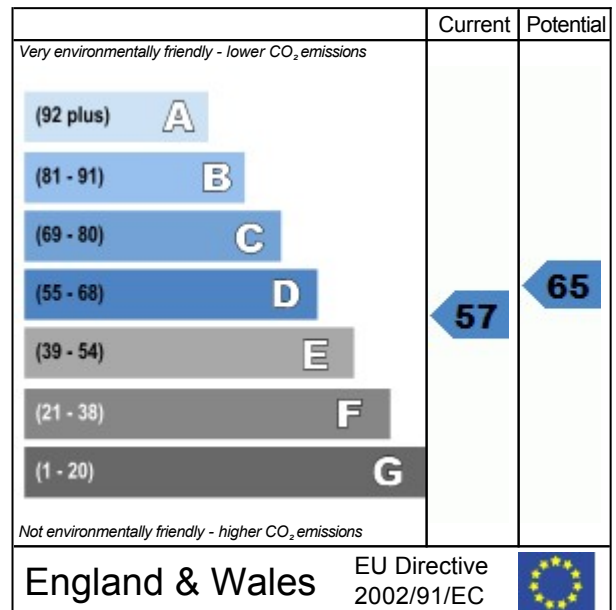 Current Potential
Very environmentally friendly - lower CO₂ emissions
(92 plus) A
(81 - 91) B
(69 - 80) C
(55 - 68) D
(39 - 54) E
(21 - 38) F
(1 - 20) G
57
65
Not environmentally friendly - higher CO₂ emissions
England & Wales
EU Directive
2002/91/EC